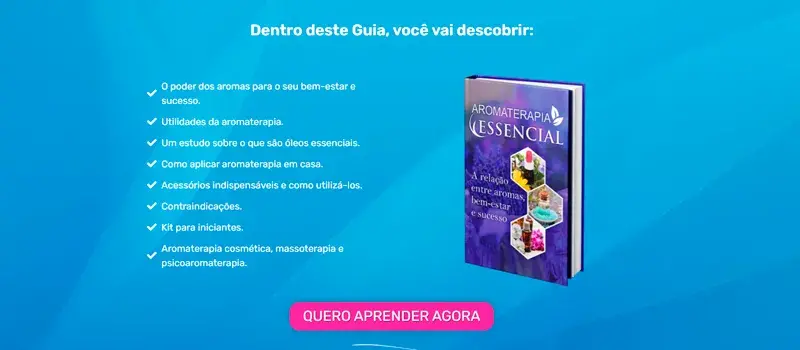 Dentro deste Guia, você vai descobrir:
O poder dos aromas para o seu bem-estar e
sucesso.
Utilidades da aromaterapia.
Um estudo sobre o que são óleos essenciais.
Como aplicar aromaterapia em casa.
Acessórios indispensáveis e como utilizá-los.
Contraindicações.
Kit para iniciantes.
Aromaterapia cosmética, massoterapia e
psicoaromaterapia.
AROMATERAPIA
ESSENCIAL
A relação
entre aromas,
bem-estar
e sucesso
QUERO APRENDER AGORA